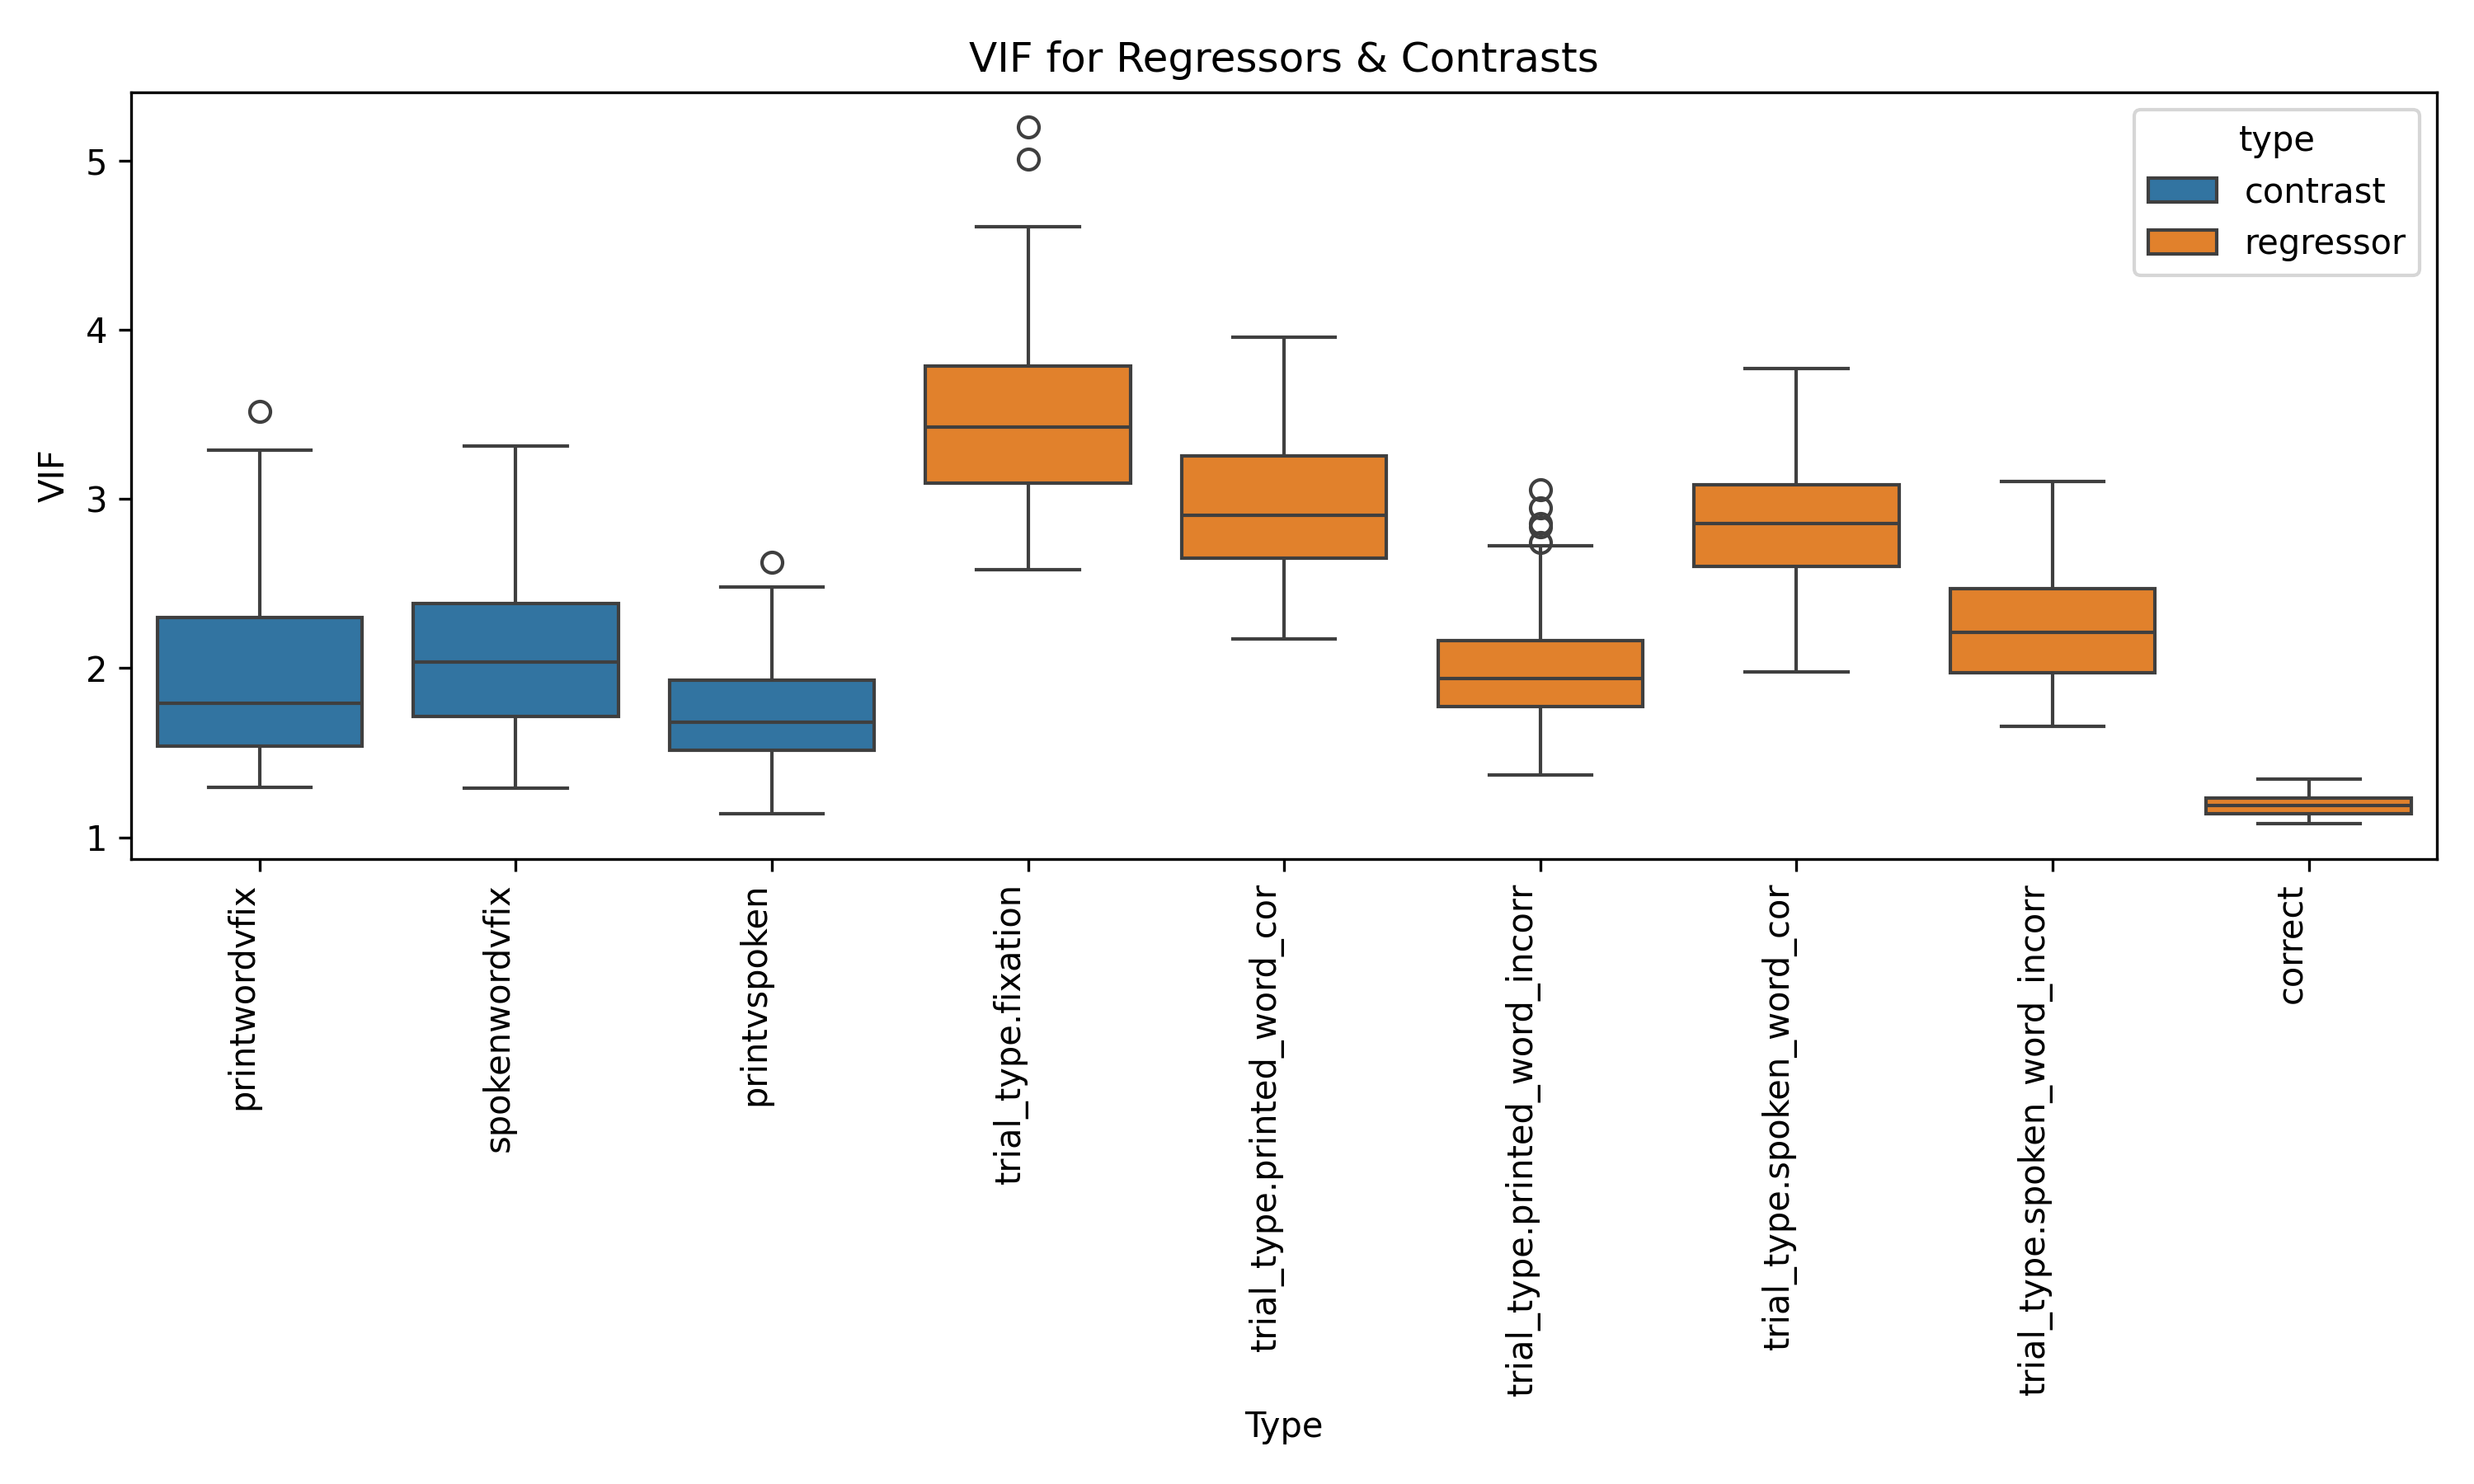 VIF for Regressors & Contrasts
type
contrast
regressor
VIF
5
4
3
2
1
printwordvfix
spokenwordvfix
printvspoken
trial_type.fixation
trial_type.printed_word_cor
trial_type.printed_word_incorr
trial_type.spoken_word_cor
trial_type.spoken_word_incorr
correct
Type